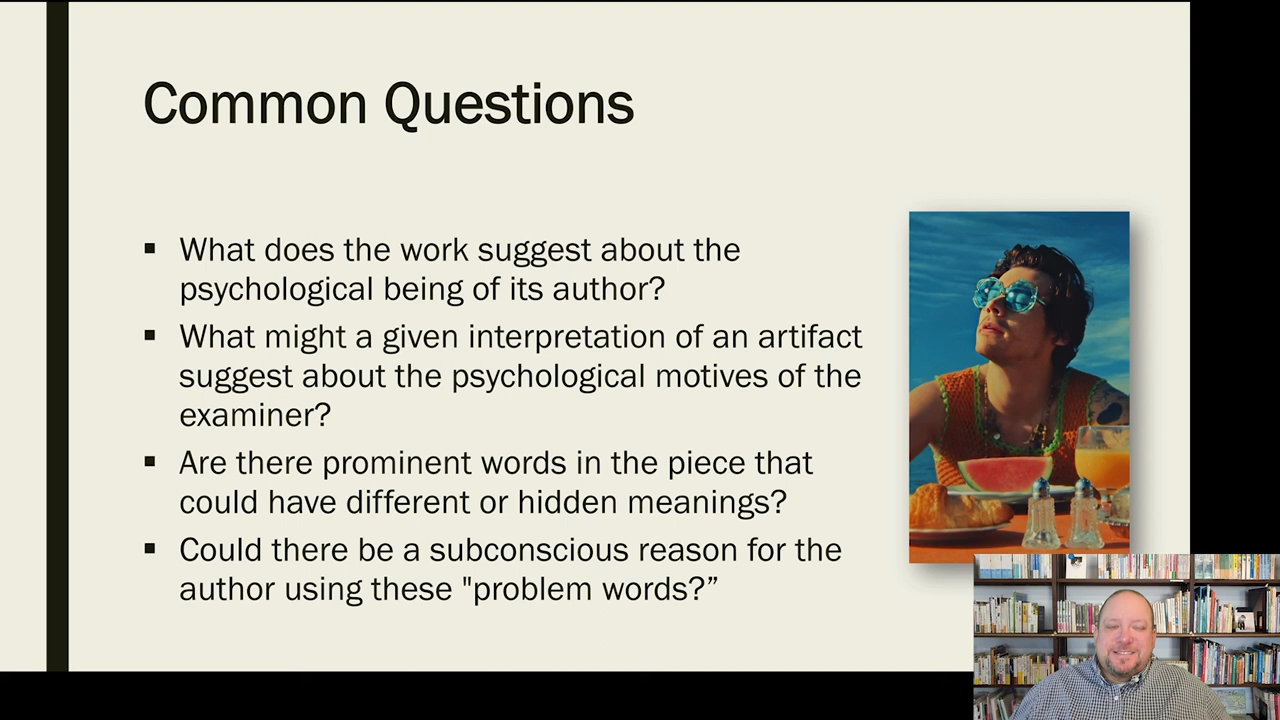 Common Questions
▪ What does the work suggest about the
psychological being of its author?
▪ What might a given interpretation of an artifact
suggest about the psychological motives of the
examiner?
▪ Are there prominent words in the piece that
could have different or hidden meanings?
▪ Could there be a subconscious reason for the
author using these "problem words?”